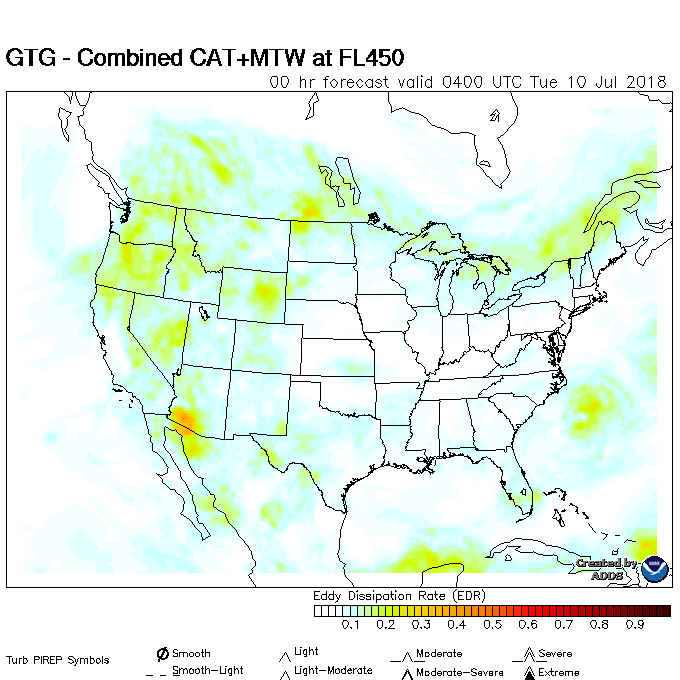 GTG - Combined CAT+MTW at FL450
00 hr forecast valid 0400 UTC Tue 10 Jul 2018
Created by
ADDS
Eddy Dissipation Rate (EDR)
0.1 0.2 0.3 0.4 0.5 0.6 0.7 0.8 0.9
Turb PIREP Symbols
Smooth Light Moderate Severe
Smooth-Light Light-Moderate Moderate-Severe Extreme